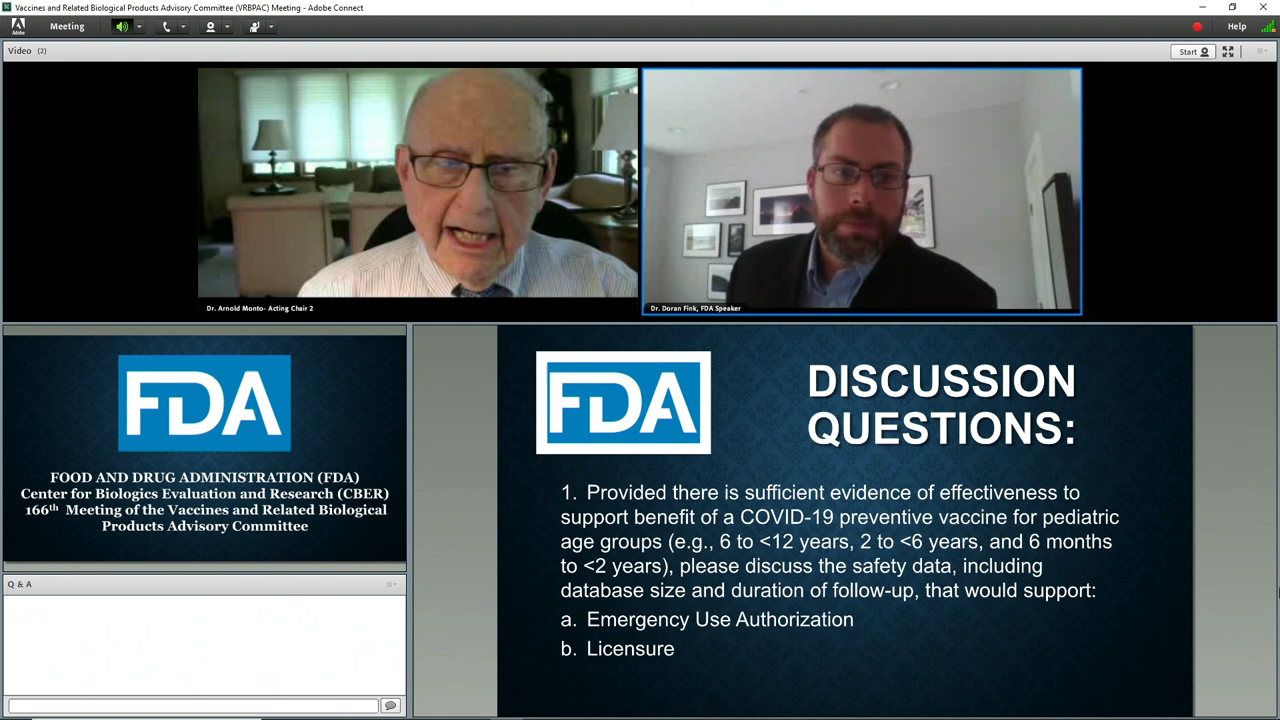 Vaccines and Related Biological Products Advisory Committee (VRBPAC) Meeting - Adobe Connect
Adobe
Meeting
Help
Video (2)
Start
Dr. Arnold Monto- Acting Chair 2
Dr. Doran Fink, FDA Speaker
FDA
FOOD AND DRUG ADMINISTRATION (FDA)
Center for Biologics Evaluation and Research (CBER)
166th Meeting of the Vaccines and Related Biological
Products Advisory Committee
Q & A
FDA
DISCUSSION
QUESTIONS:
1. Provided there is sufficient evidence of effectiveness to
support benefit of a COVID-19 preventive vaccine for pediatric
age groups (e.g., 6 to <12 years, 2 to <6 years, and 6 months
to <2 years), please discuss the safety data, including
database size and duration of follow-up, that would support:
a. Emergency Use Authorization
b. Licensure